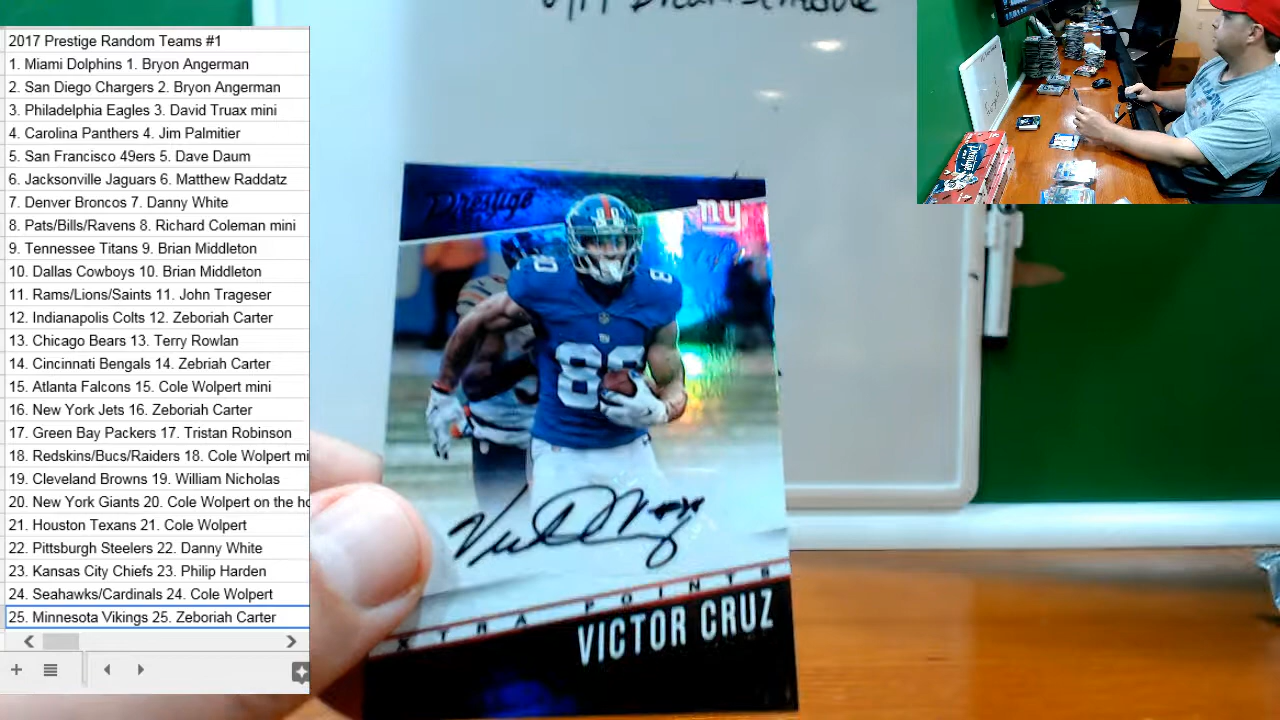 2017 Prestige Random Teams #1
1. Miami Dolphins 1. Bryon Angerman
2. San Diego Chargers 2. Bryon Angerman
3. Philadelphia Eagles 3. David Truax mini
4. Carolina Panthers 4. Jim Palmitier
5. San Francisco 49ers 5. Dave Daum
6. Jacksonville Jaguars 6. Matthew Raddatz
7. Denver Broncos 7. Danny White
8. Pats/Bills/Ravens 8. Richard Coleman mini
9. Tennessee Titans 9. Brian Middleton
10. Dallas Cowboys 10. Brian Middleton
11. Rams/Lions/Saints 11. John Trageser
12. Indianapolis Colts 12. Zeboriah Carter
13. Chicago Bears 13. Terry Rowlan
14. Cincinnati Bengals 14. Zebriah Carter
15. Atlanta Falcons 15. Cole Wolpert mini
16. New York Jets 16. Zeboriah Carter
17. Green Bay Packers 17. Tristan Robinson
18. Redskins/Bucs/Raiders 18. Cole Wolpert mi
19. Cleveland Browns 19. William Nicholas
20. New York Giants 20. Cole Wolpert on the ho
21. Houston Texans 21. Cole Wolpert
22. Pittsburgh Steelers 22. Danny White
23. Kansas City Chiefs 23. Philip Harden
24. Seahawks/Cardinals 24. Cole Wolpert
25. Minnesota Vikings 25. Zeboriah Carter
Prestige
ny
80
80
XTRA POINTS
VICTOR CRUZ